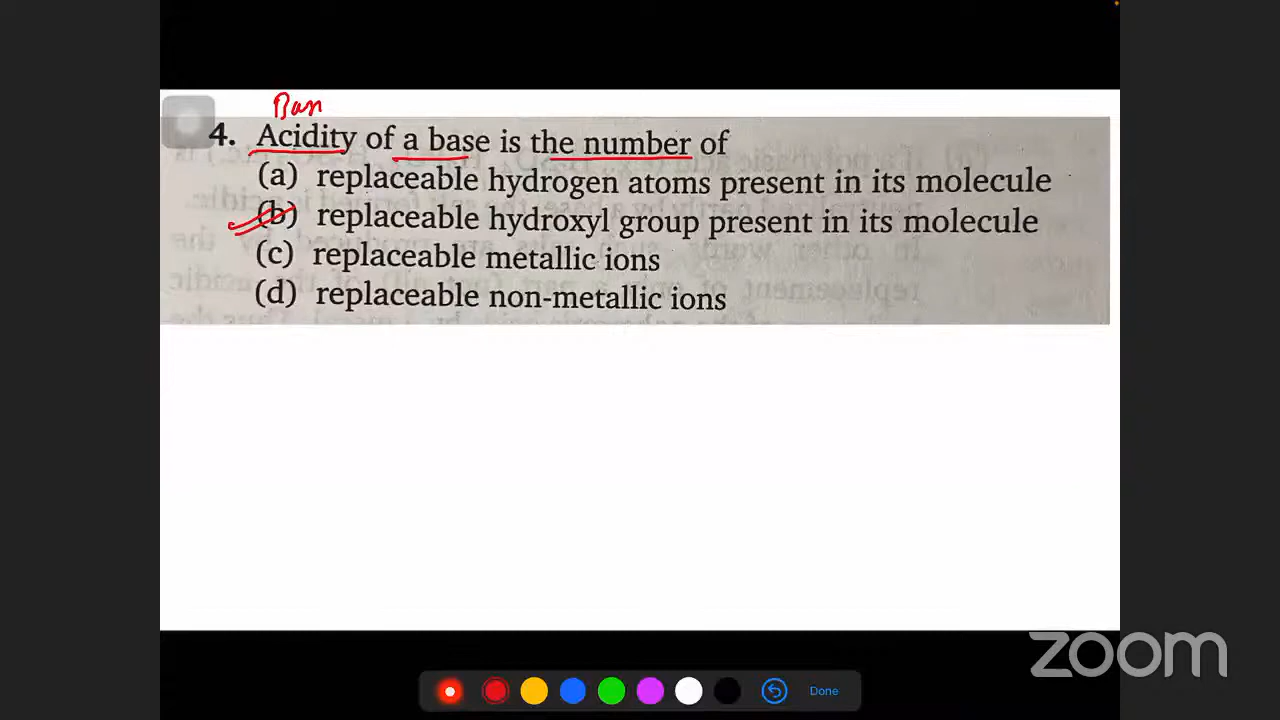 4. Acidity of a base is the number of
(a) replaceable hydrogen atoms present in its molecule
(b) replaceable hydroxyl group present in its molecule
(c) replaceable metallic ions
(d) replaceable non-metallic ions
zoom
Done